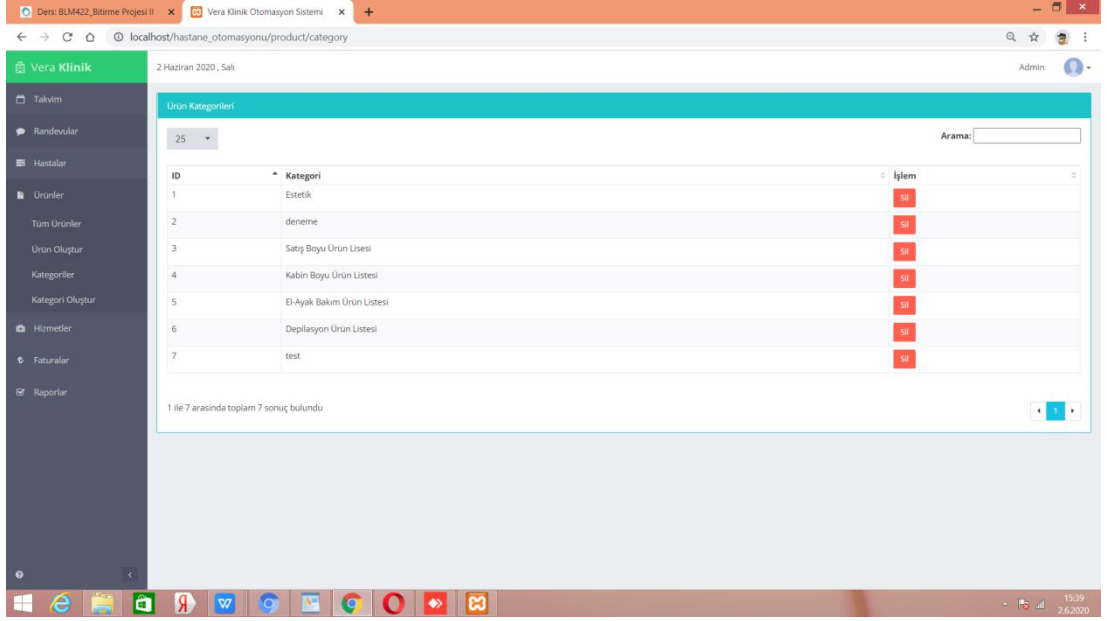 Ders: BLM422_Bitirme Projesi II
Vera Klinik Otomasyon Sistemi
localhost/hastane_otomasyonu/product/category
Vera Klinik
2 Haziran 2020 , Salı
Admin
Takvim
Randevular
Hastalar
Ürünler
Tüm Ürünler
Ürün Oluştur
Kategoriler
Kategori Oluştur
Hizmetler
Faturalar
Raporlar
Ürün Kategorileri
25
Arama:
ID Kategori İşlem
1 Estetik Sil
2 deneme Sil
3 Satış Boyu Ürün Lisesi Sil
4 Kabin Boyu Ürün Listesi Sil
5 El-Ayak Bakım Ürün Listesi Sil
6 Depilasyon Ürün Listesi Sil
7 test Sil
1 ile 7 arasinda toplam 7 sonuç bulundu
1
15:39
2.6.2020